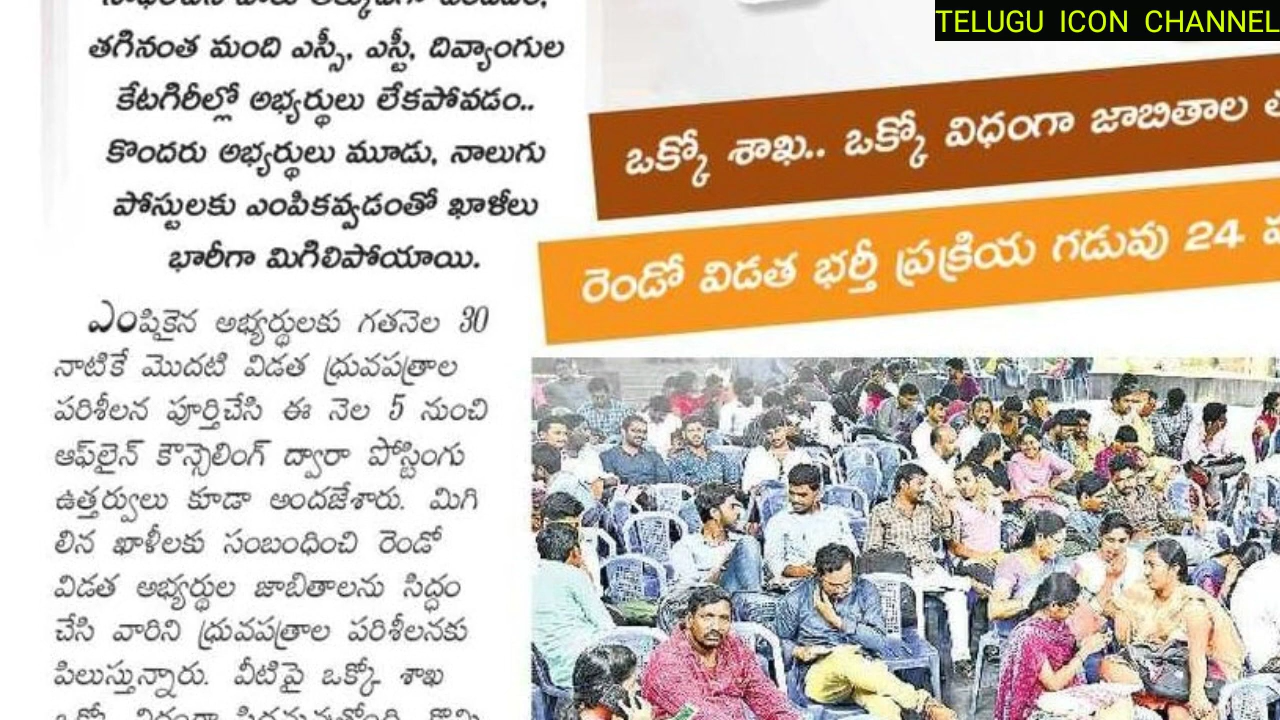 TELUGU ICON CHANNEL
తగినంత మంది ఎస్సీ, ఎస్టీ, దివ్యాంగుల
కేటగిరీల్లో అభ్యర్థులు లేకపోవడం..
కొందరు అభ్యర్థులు మూడు, నాలుగు
పోస్టులకు ఎంపికవ్వడంతో ఖాళీలు
భారీగా మిగిలిపోయాయి.
ఒక్కో శాఖ.. ఒక్కో విధంగా జాబితాల
రెండో విడత భర్తీ ప్రక్రియ గడువు 24
ఎంపికైన అభ్యర్థులకు గతనెల 30
నాటికే మొదటి విడత ధ్రువపత్రాల
పరిశీలన పూర్తిచేసి ఈ నెల 5 నుంచి
ఆఫ్‌లైన్ కౌన్సెలింగ్ ద్వారా పోస్టింగు
ఉత్తర్వులు కూడా అందజేశారు. మిగి
లిన ఖాళీలకు సంబంధించి రెండో
విడత అభ్యర్థుల జాబితాలను సిద్ధం
చేసి వారిని ధ్రువపత్రాల పరిశీలనకు
పిలుస్తున్నారు. వీటిపై ఒక్కో శాఖ